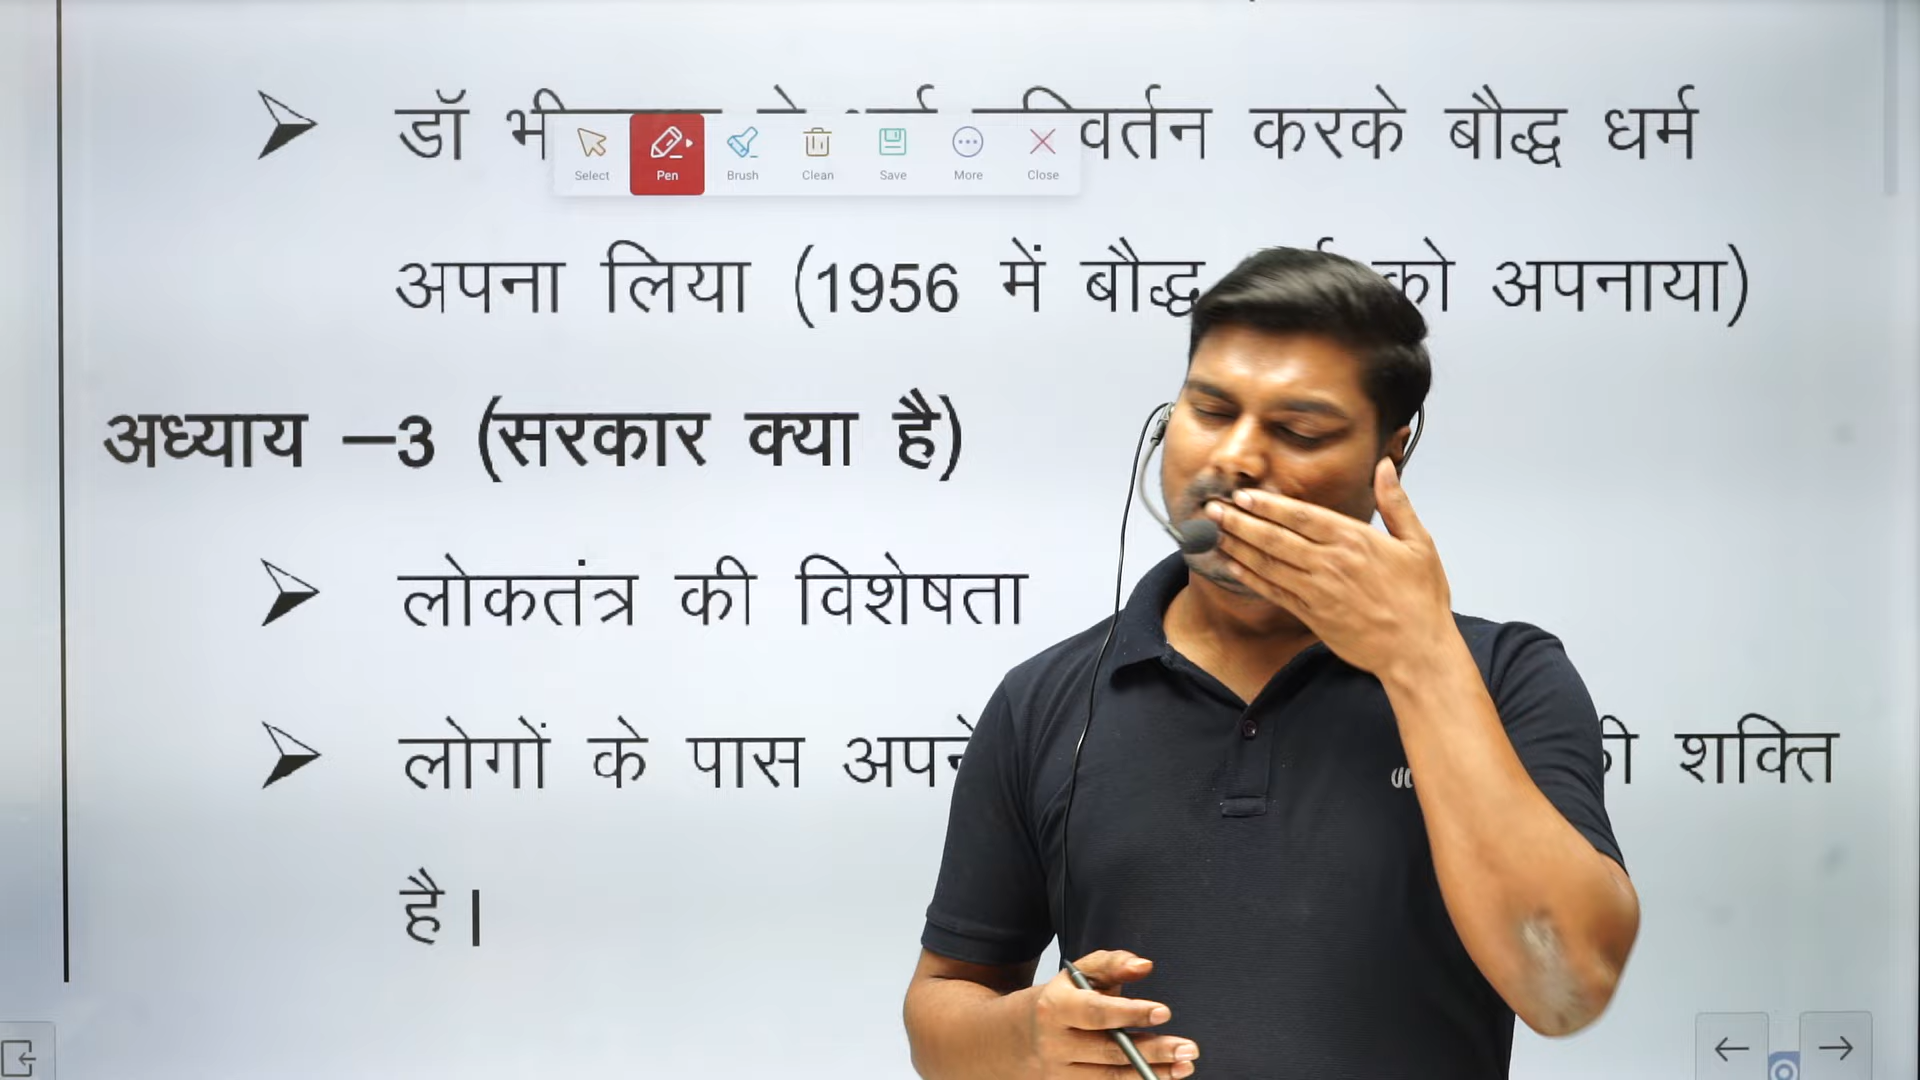 डॉ वर्तन करके बौद्ध धर्म
Select Pen Brush Clean Save More Close
अपना लिया (1956 में बौद्ध को अपनाया)
अध्याय –3 (सरकार क्या है)
लोकतंत्र की विशेषता
लोगों के पास शक्ति
है।